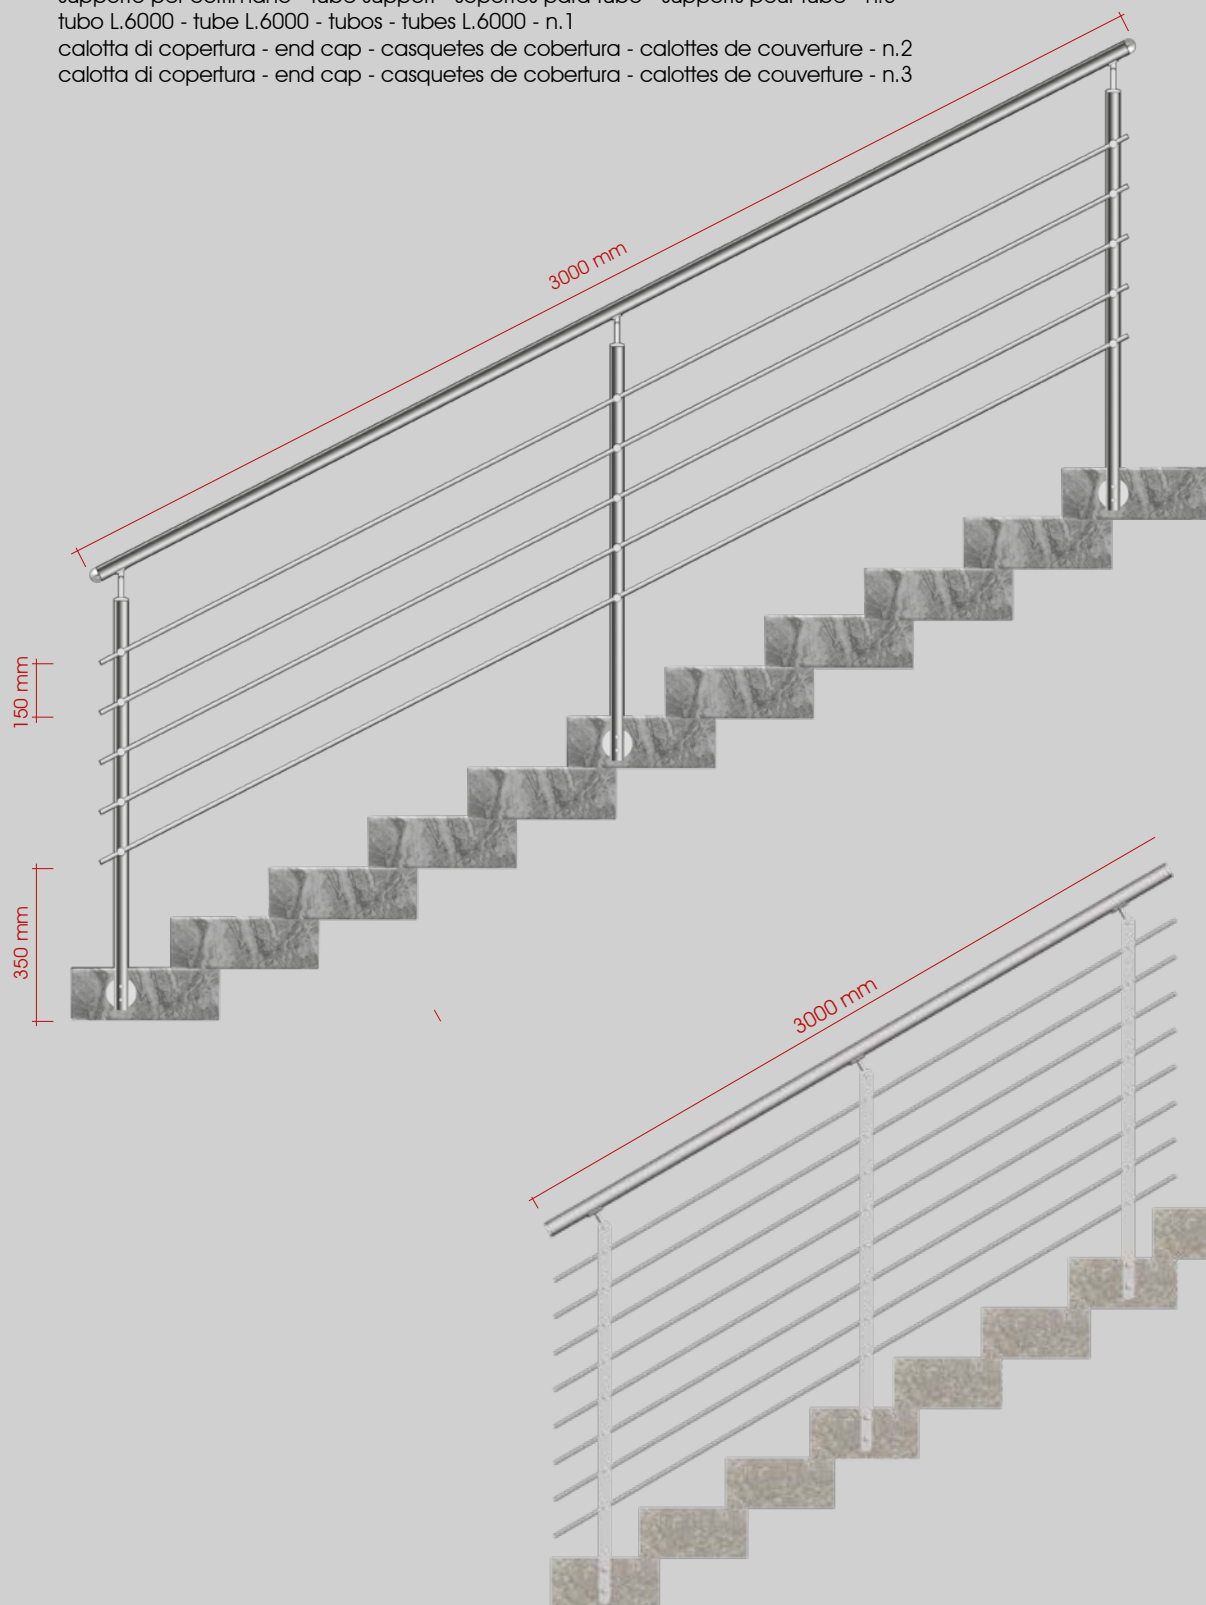 tubo L.6000 - tube L.6000 - tubos - tubes L.6000 - n.1
calotta di copertura - end cap - casquetes de cobertura - calottes de couverture - n.2
calotta di copertura - end cap - casquetes de cobertura - calottes de couverture - n.3
3000 mm
150 mm
350 mm
3000 mm